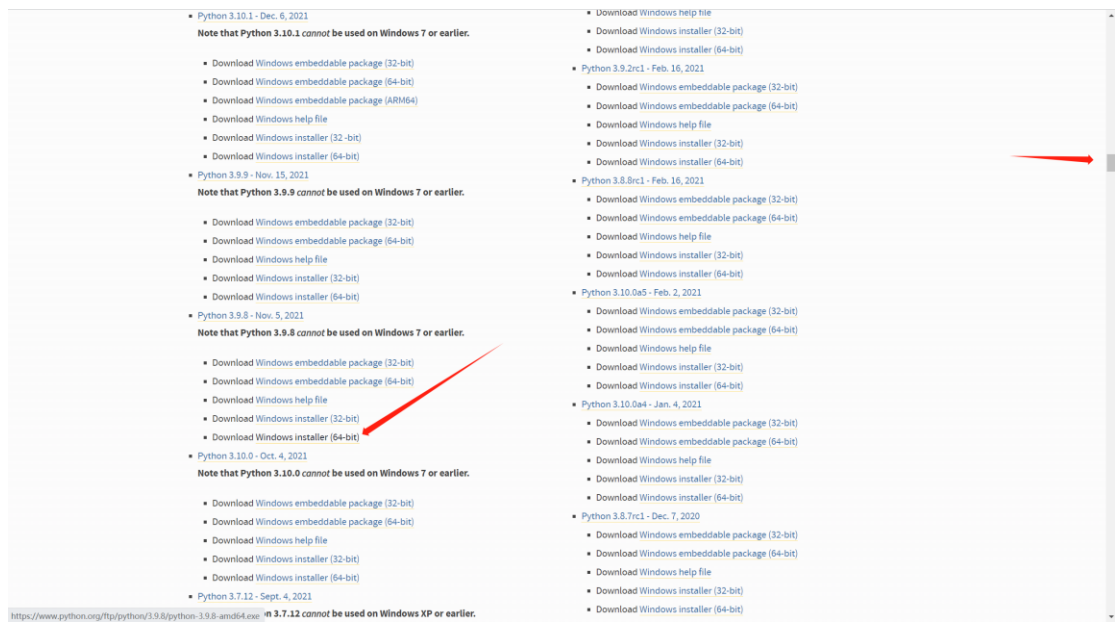 Python 3.10.1 - Dec. 6, 2021
Note that Python 3.10.1 cannot be used on Windows 7 or earlier.
Download Windows embeddable package (32-bit)
Download Windows embeddable package (64-bit)
Download Windows embeddable package (ARM64)
Download Windows help file
Download Windows installer (32 -bit)
Download Windows installer (64-bit)
Python 3.9.9 - Nov. 15, 2021
Note that Python 3.9.9 cannot be used on Windows 7 or earlier.
Download Windows embeddable package (32-bit)
Download Windows embeddable package (64-bit)
Download Windows help file
Download Windows installer (32-bit)
Download Windows installer (64-bit)
Python 3.9.8 - Nov. 5, 2021
Note that Python 3.9.8 cannot be used on Windows 7 or earlier.
Download Windows embeddable package (32-bit)
Download Windows embeddable package (64-bit)
Download Windows help file
Download Windows installer (32-bit)
Download Windows installer (64-bit)
Python 3.10.0 - Oct. 4, 2021
Note that Python 3.10.0 cannot be used on Windows 7 or earlier.
Download Windows embeddable package (32-bit)
Download Windows embeddable package (64-bit)
Download Windows help file
Download Windows installer (32-bit)
Download Windows installer (64-bit)
Python 3.7.12 - Sept. 4, 2021
n 3.7.12 cannot be used on Windows XP or earlier.
https://www.python.org/ftp/python/3.9.8/python-3.9.8-amd64.exe
Download Windows help file
Download Windows installer (32-bit)
Download Windows installer (64-bit)
Python 3.9.2rc1 - Feb. 16, 2021
Download Windows embeddable package (32-bit)
Download Windows embeddable package (64-bit)
Download Windows help file
Download Windows installer (32-bit)
Download Windows installer (64-bit)
Python 3.8.8rc1 - Feb. 16, 2021
Download Windows embeddable package (32-bit)
Download Windows embeddable package (64-bit)
Download Windows help file
Download Windows installer (32-bit)
Download Windows installer (64-bit)
Python 3.10.0a5 - Feb. 2, 2021
Download Windows embeddable package (32-bit)
Download Windows embeddable package (64-bit)
Download Windows help file
Download Windows installer (32-bit)
Download Windows installer (64-bit)
Python 3.10.0a4 - Jan. 4, 2021
Download Windows embeddable package (32-bit)
Download Windows embeddable package (64-bit)
Download Windows help file
Download Windows installer (32-bit)
Download Windows installer (64-bit)
Python 3.8.7rc1 - Dec. 7, 2020
Download Windows embeddable package (32-bit)
Download Windows embeddable package (64-bit)
Download Windows help file
Download Windows installer (32-bit)
Download Windows installer (64-bit)